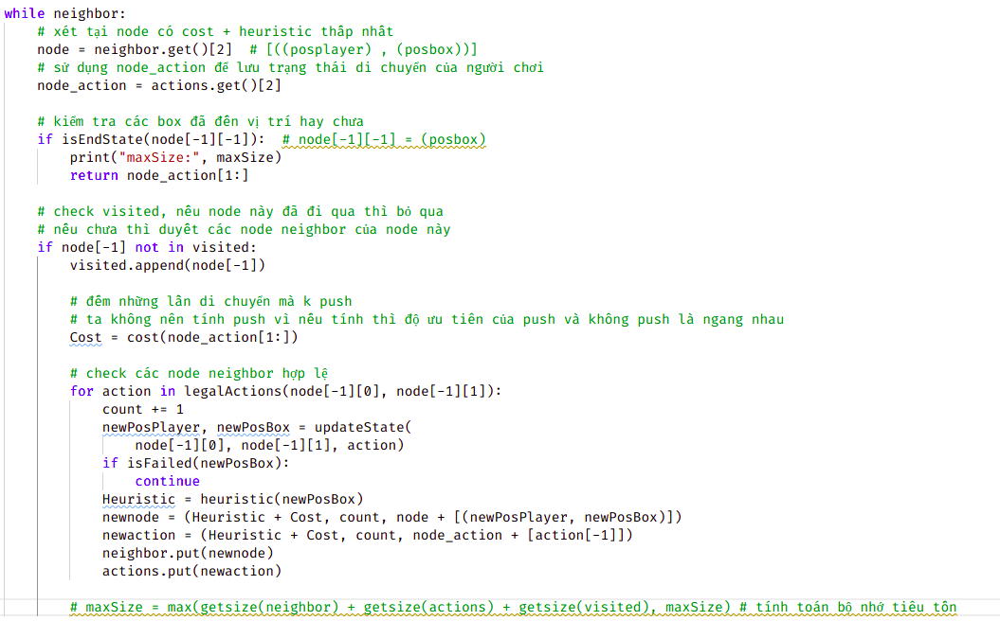 while neighbor:
    # xét tại node có cost + heuristic thấp nhất
    node = neighbor.get()[2]  # [((posplayer) , (posbox))]
    # sử dụng node_action để lưu trạng thái di chuyển của người chơi
    node_action = actions.get()[2]

    # kiểm tra các box đã đến vị trí hay chưa
    if isEndState(node[-1][-1]):  # node[-1][-1] = (posbox)
        print("maxSize:", maxSize)
        return node_action[1:]

    # check visited, nếu node này đã đi qua thì bỏ qua
    # nếu chưa thì duyệt các node neighbor của node này
    if node[-1] not in visited:
        visited.append(node[-1])

        # đếm những lần di chuyển mà k push
        # ta không nên tính push vì nếu tính thì độ ưu tiên của push và không push là ngang nhau
        Cost = cost(node_action[1:])

        # check các node neighbor hợp lệ
        for action in legalActions(node[-1][0], node[-1][1]):
            count += 1
            newPosPlayer, newPosBox = updateState(
                node[-1][0], node[-1][1], action)
            if isFailed(newPosBox):
                continue
            Heuristic = heuristic(newPosBox)
            newnode = (Heuristic + Cost, count, node + [(newPosPlayer, newPosBox)])
            newaction = (Heuristic + Cost, count, node_action + [action[-1]])
            neighbor.put(newnode)
            actions.put(newaction)

        # maxSize = max(getsize(neighbor) + getsize(actions) + getsize(visited), maxSize) # tính toán bộ nhớ tiêu tốn